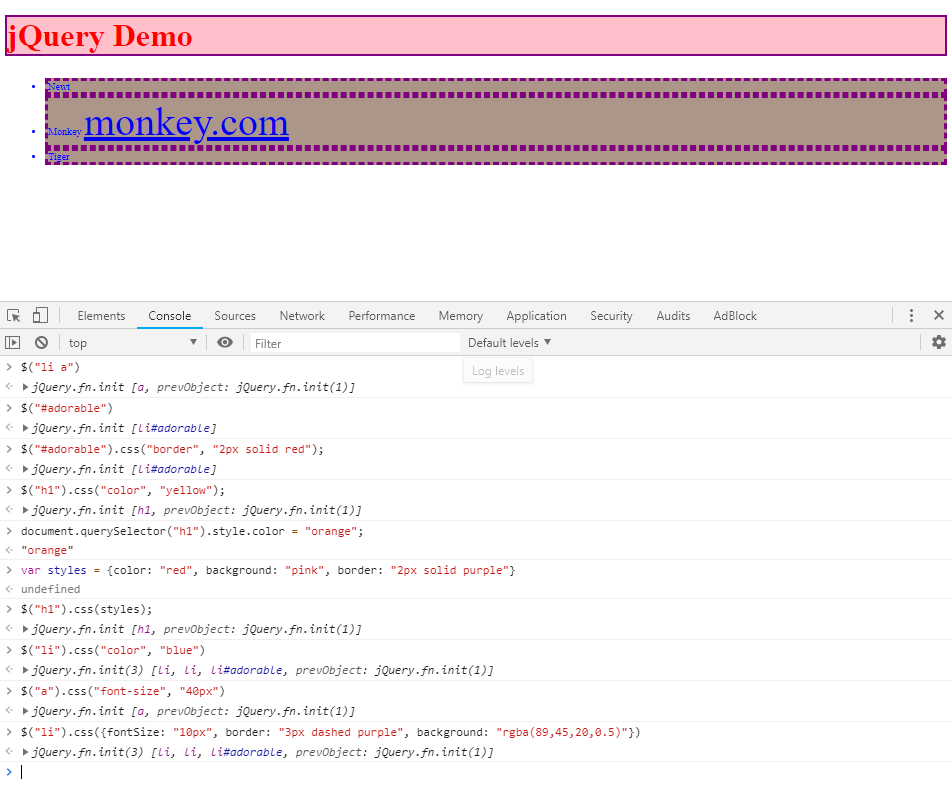 jQuery Demo
Newt
Monkey monkey.com
Tiger
Elements Console Sources Network Performance Memory Application Security Audits AdBlock
top Filter Default levels
Log levels
$("li a")
jQuery.fn.init [a, prevObject: jQuery.fn.init(1)]
$("#adorable")
jQuery.fn.init [li#adorable]
$("#adorable").css("border", "2px solid red");
jQuery.fn.init [li#adorable]
$("h1").css("color", "yellow");
jQuery.fn.init [h1, prevObject: jQuery.fn.init(1)]
document.querySelector("h1").style.color = "orange";
"orange"
var styles = {color: "red", background: "pink", border: "2px solid purple"}
undefined
$("h1").css(styles);
jQuery.fn.init [h1, prevObject: jQuery.fn.init(1)]
$("li").css("color", "blue")
jQuery.fn.init(3) [li, li, li#adorable, prevObject: jQuery.fn.init(1)]
$("a").css("font-size", "40px")
jQuery.fn.init [a, prevObject: jQuery.fn.init(1)]
$("li").css({fontSize: "10px", border: "3px dashed purple", background: "rgba(89,45,20,0.5)"})
jQuery.fn.init(3) [li, li, li#adorable, prevObject: jQuery.fn.init(1)]